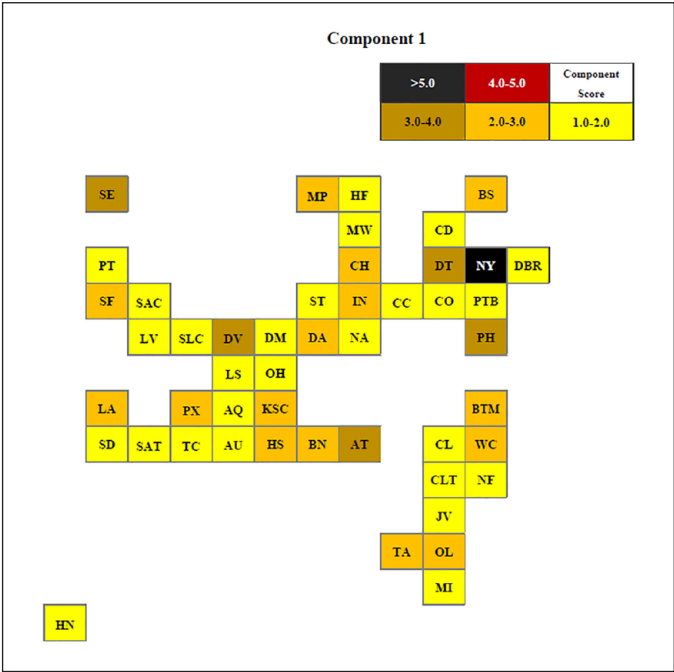 Component 1
>5.0 4.0-5.0 Component Score
3.0-4.0 2.0-3.0 1.0-2.0
SE MP HF BS
MW CD
PT CH DT NY DBR
SF SAC ST IN CC CO PTB
LV SLC DV DM DA NA PH
LS OH
LA PX AQ KSC BTM
SD SAT TC AU HS BN AT CL WC
CLT NF
JV
TA OL
MI
HN